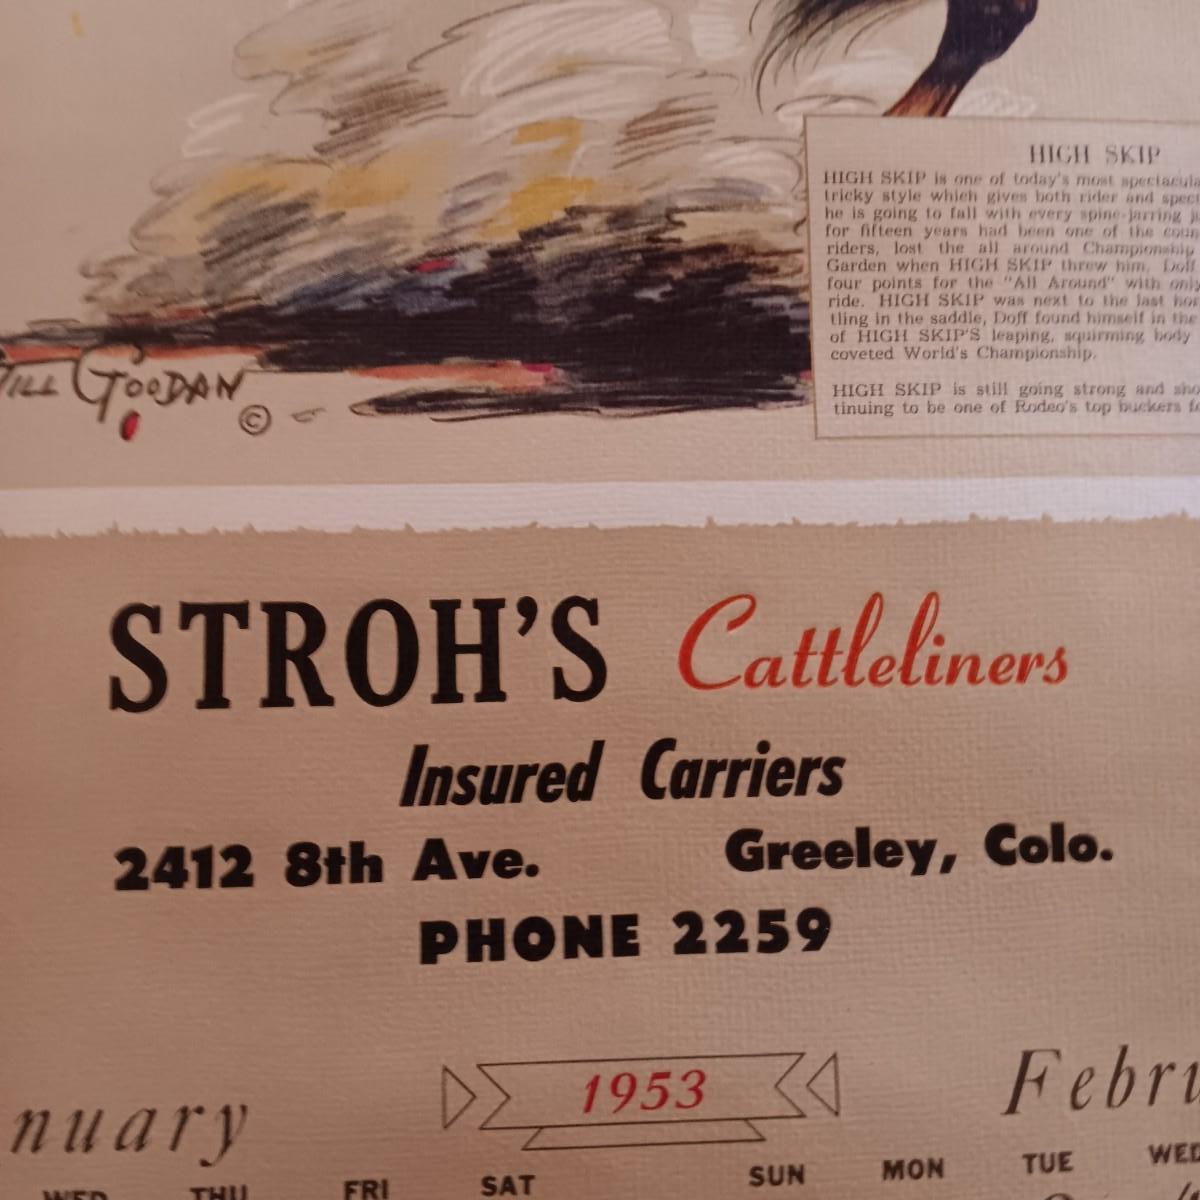 HIGH SKIP
HIGH SKIP is one of today's most
tricky style which gives both rider and
he is going to fall with every spine-jarring
for fifteen years had been one of the
riders, lost the all around Championship
Garden when HIGH SKIP threw him. Doff
four points for the "All Around" with only
ride. HIGH SKIP was next to the last
tling in the saddle, Doff found himself in the
of HIGH SKIP'S leaping, squirming body
coveted World's Championship.
HIGH SKIP is still going strong and
tinuing to be one of Rodeo's top buckers
TILL GOODAN
©
STROH'S Cattleliners
Insured Carriers
2412 8th Ave. Greeley, Colo.
PHONE 2259
1953
nuary Febru
WED THU FRI SAT SUN MON TUE WED